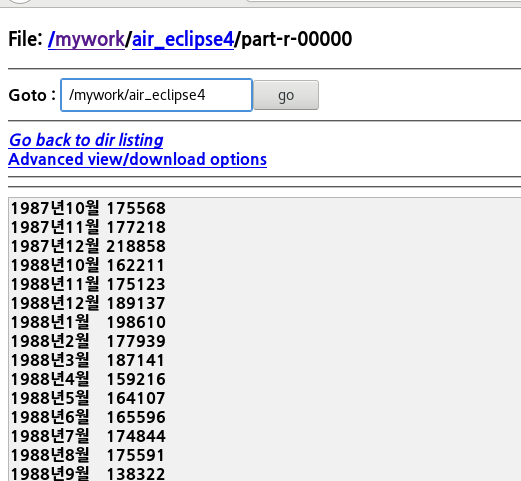 File: /mywork/air_eclipse4/part-r-00000
Goto : /mywork/air_eclipse4 go
Go back to dir listing
Advanced view/download options
1987년10월 175568
1987년11월 177218
1987년12월 218858
1988년10월 162211
1988년11월 175123
1988년12월 189137
1988년1월 198610
1988년2월 177939
1988년3월 187141
1988년4월 159216
1988년5월 164107
1988년6월 165596
1988년7월 174844
1988년8월 175591
1988년9월 138322